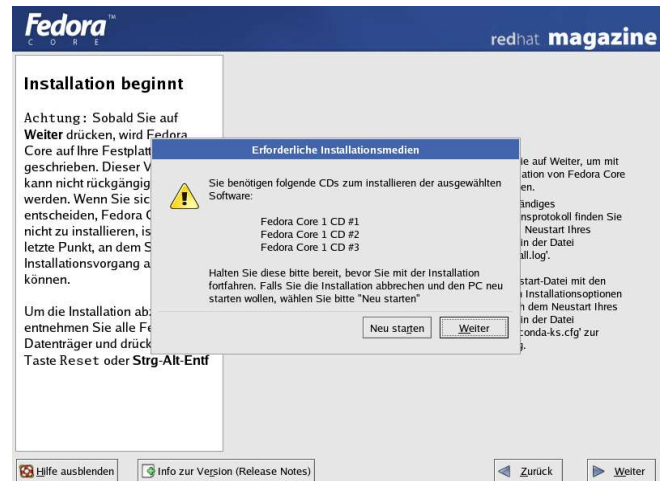 Fedora™
CORE
redhat magazine
Installation beginnt
Achtung: Sobald Sie auf
Weiter drücken, wird Fedora
Core auf Ihre Festplatt
geschrieben. Dieser V
kann nicht rückgängig
werden. Wenn Sie sic
entscheiden, Fedora C
nicht zu installieren, is
letzte Punkt, an dem S
Installationsvorgang a
können.
Um die Installation ab
entnehmen Sie alle Fe
Datenträger und drück
Taste Reset oder Strg-Alt-Entf
Erforderliche Installationsmedien
Sie benötigen folgende CDs zum installieren der ausgewählten
Software:
Fedora Core 1 CD #1
Fedora Core 1 CD #2
Fedora Core 1 CD #3
Halten Sie diese bitte bereit, bevor Sie mit der Installation
fortfahren. Falls Sie die Installation abbrechen und den PC neu
starten wollen, wählen Sie bitte "Neu starten"
Neu starten
Weiter
ie auf Weiter, um mit
ation von Fedora Core
en.
ändiges
nsprotokoll finden Sie
Neustart Ihres
in der Datei
all.log'.
start-Datei mit den
Installationsoptionen
h dem Neustart Ihres
in der Datei
conda-ks.cfg' zur
Hilfe ausblenden
Info zur Version (Release Notes)
Zurück
Weiter